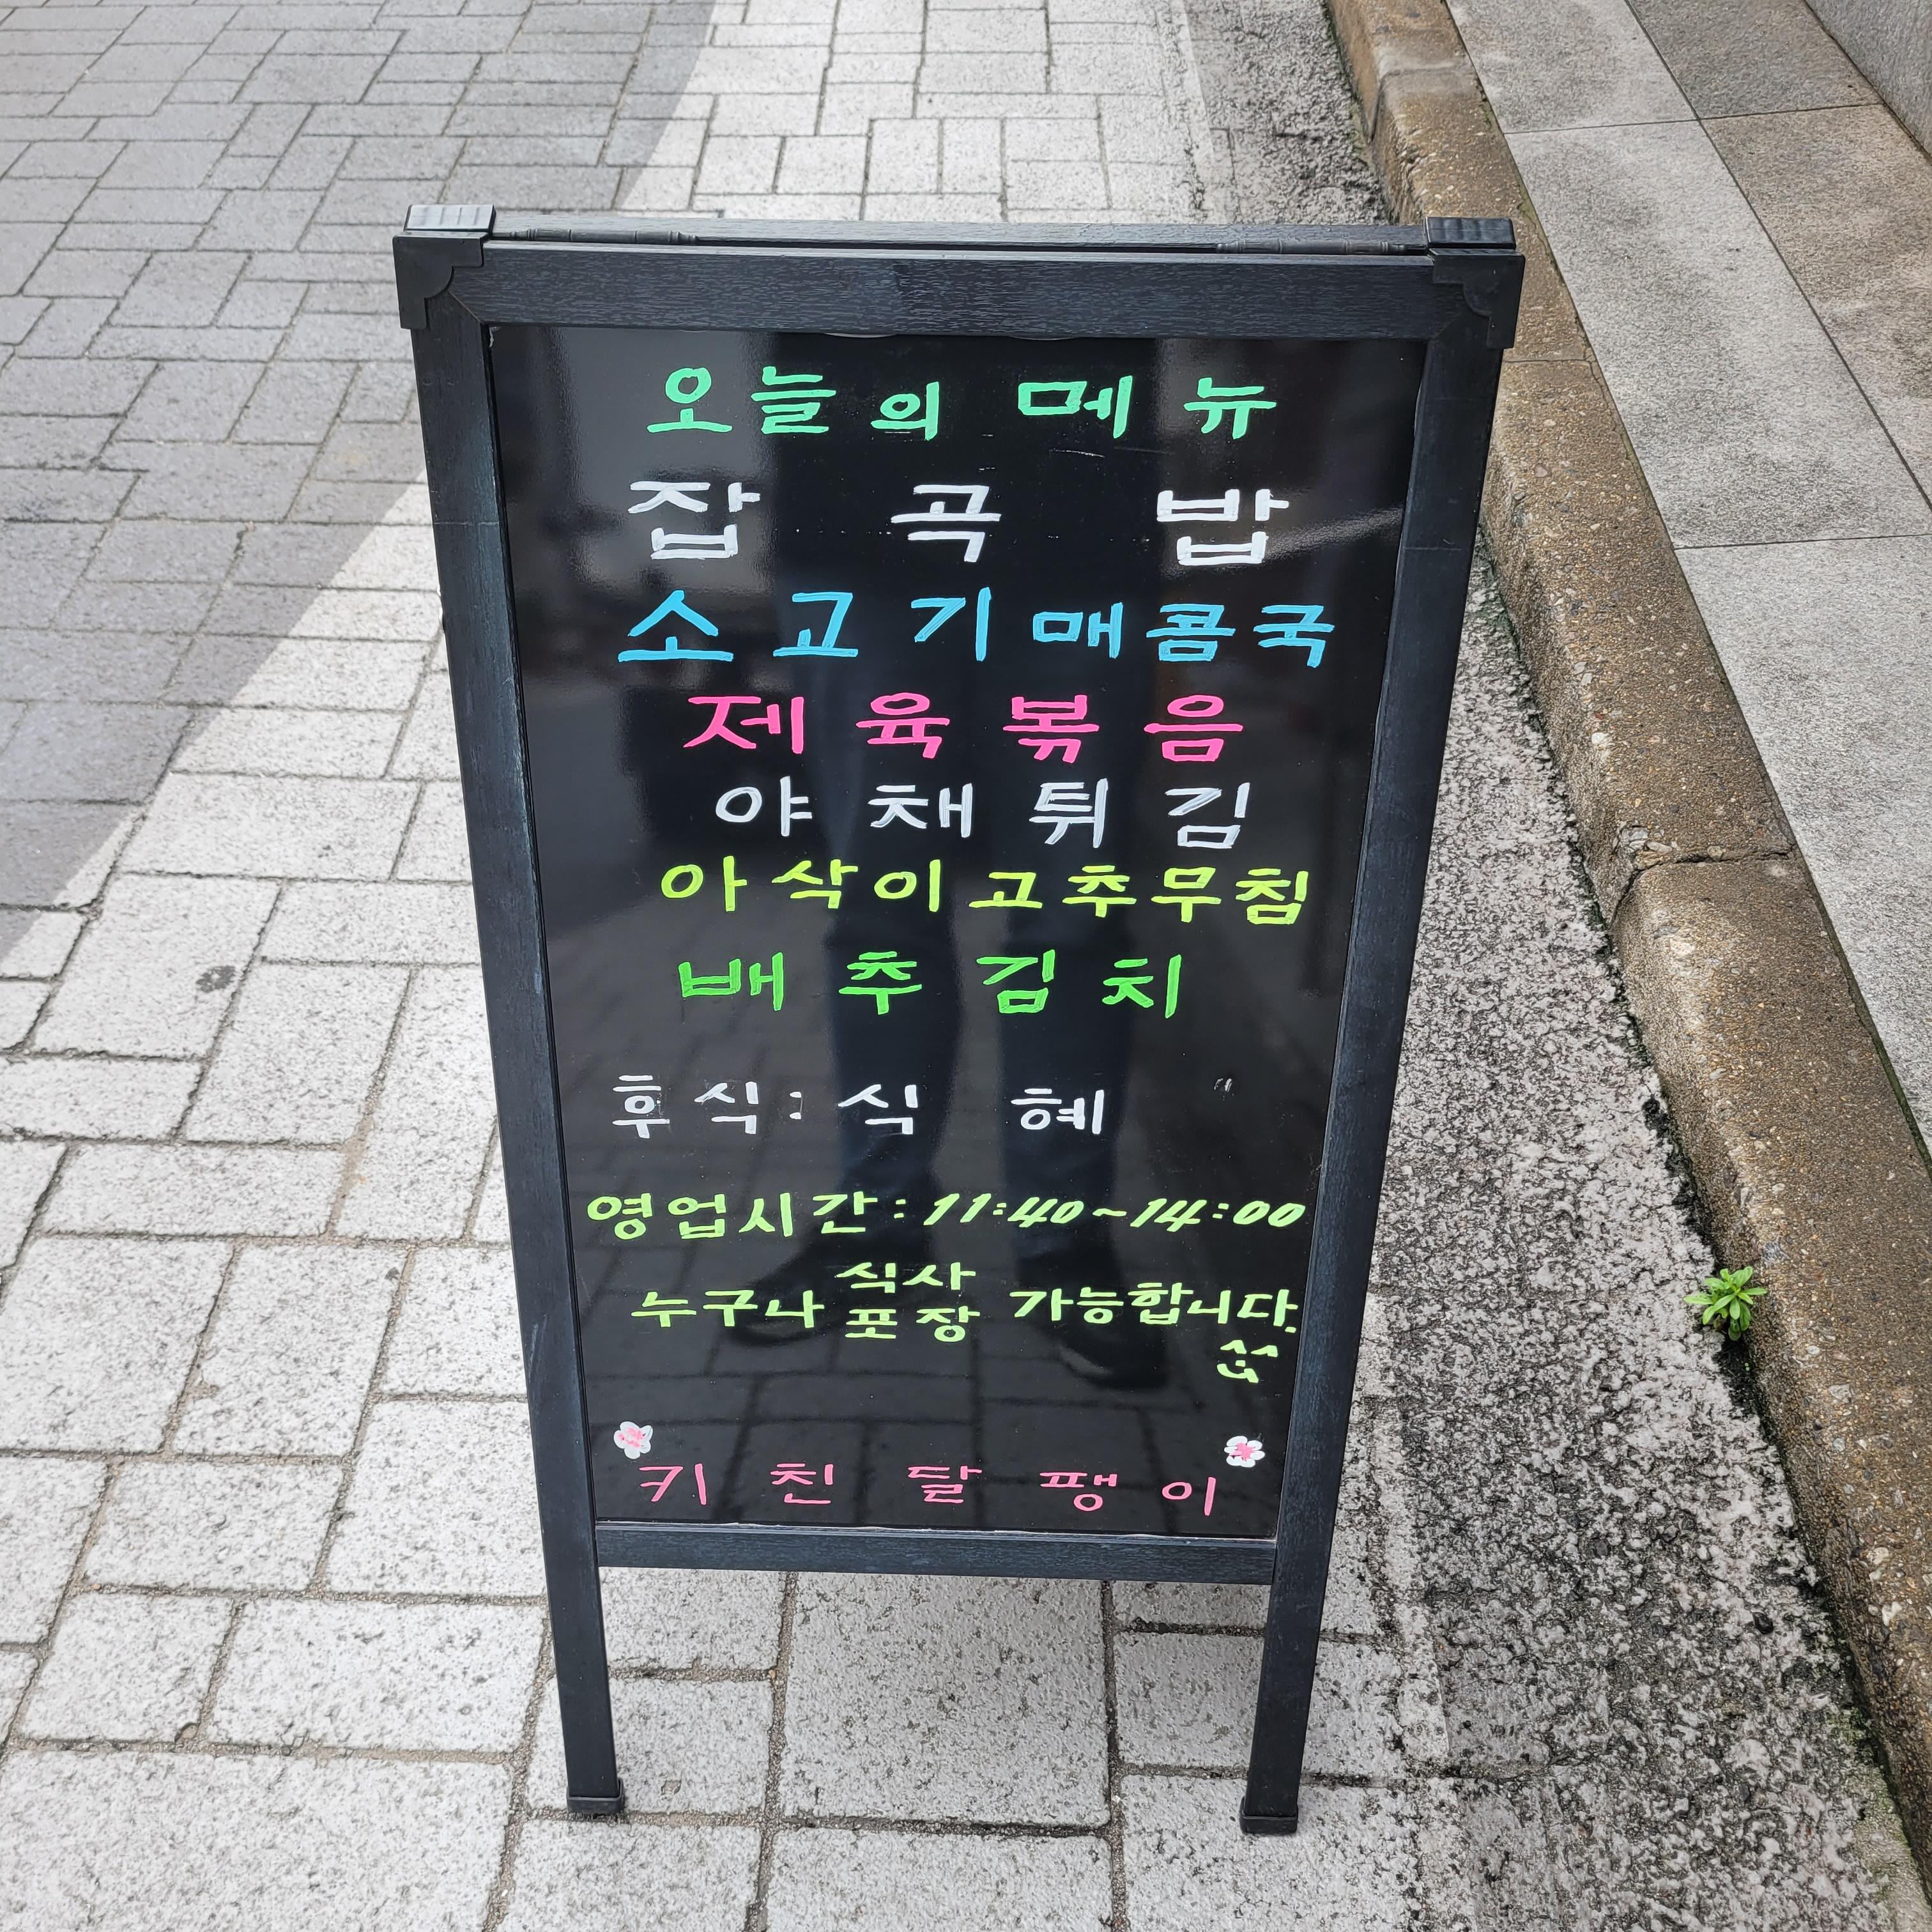 오늘의 메뉴
잡곡밥
소고기매콤국
제육볶음
야채튀김
아삭이고추무침
배추김치
후식: 식혜
영업시간: 11:40~14:00
누구나 식사 포장 가능합니다.
키친달팽이